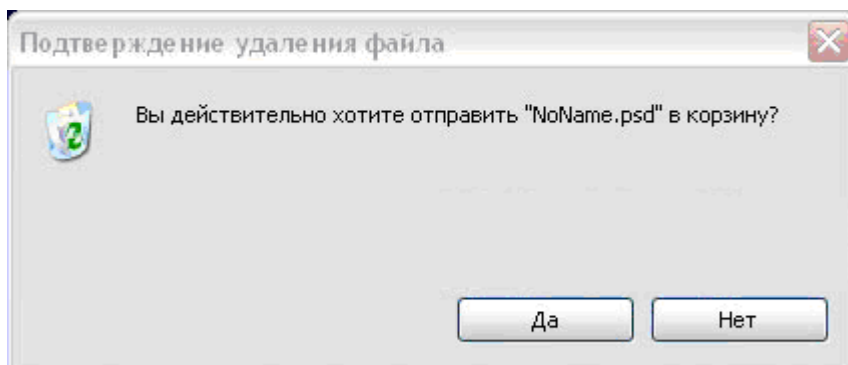 Подтверждение удаления файла
Вы действительно хотите отправить "NoName.psd" в корзину?
Да
Нет